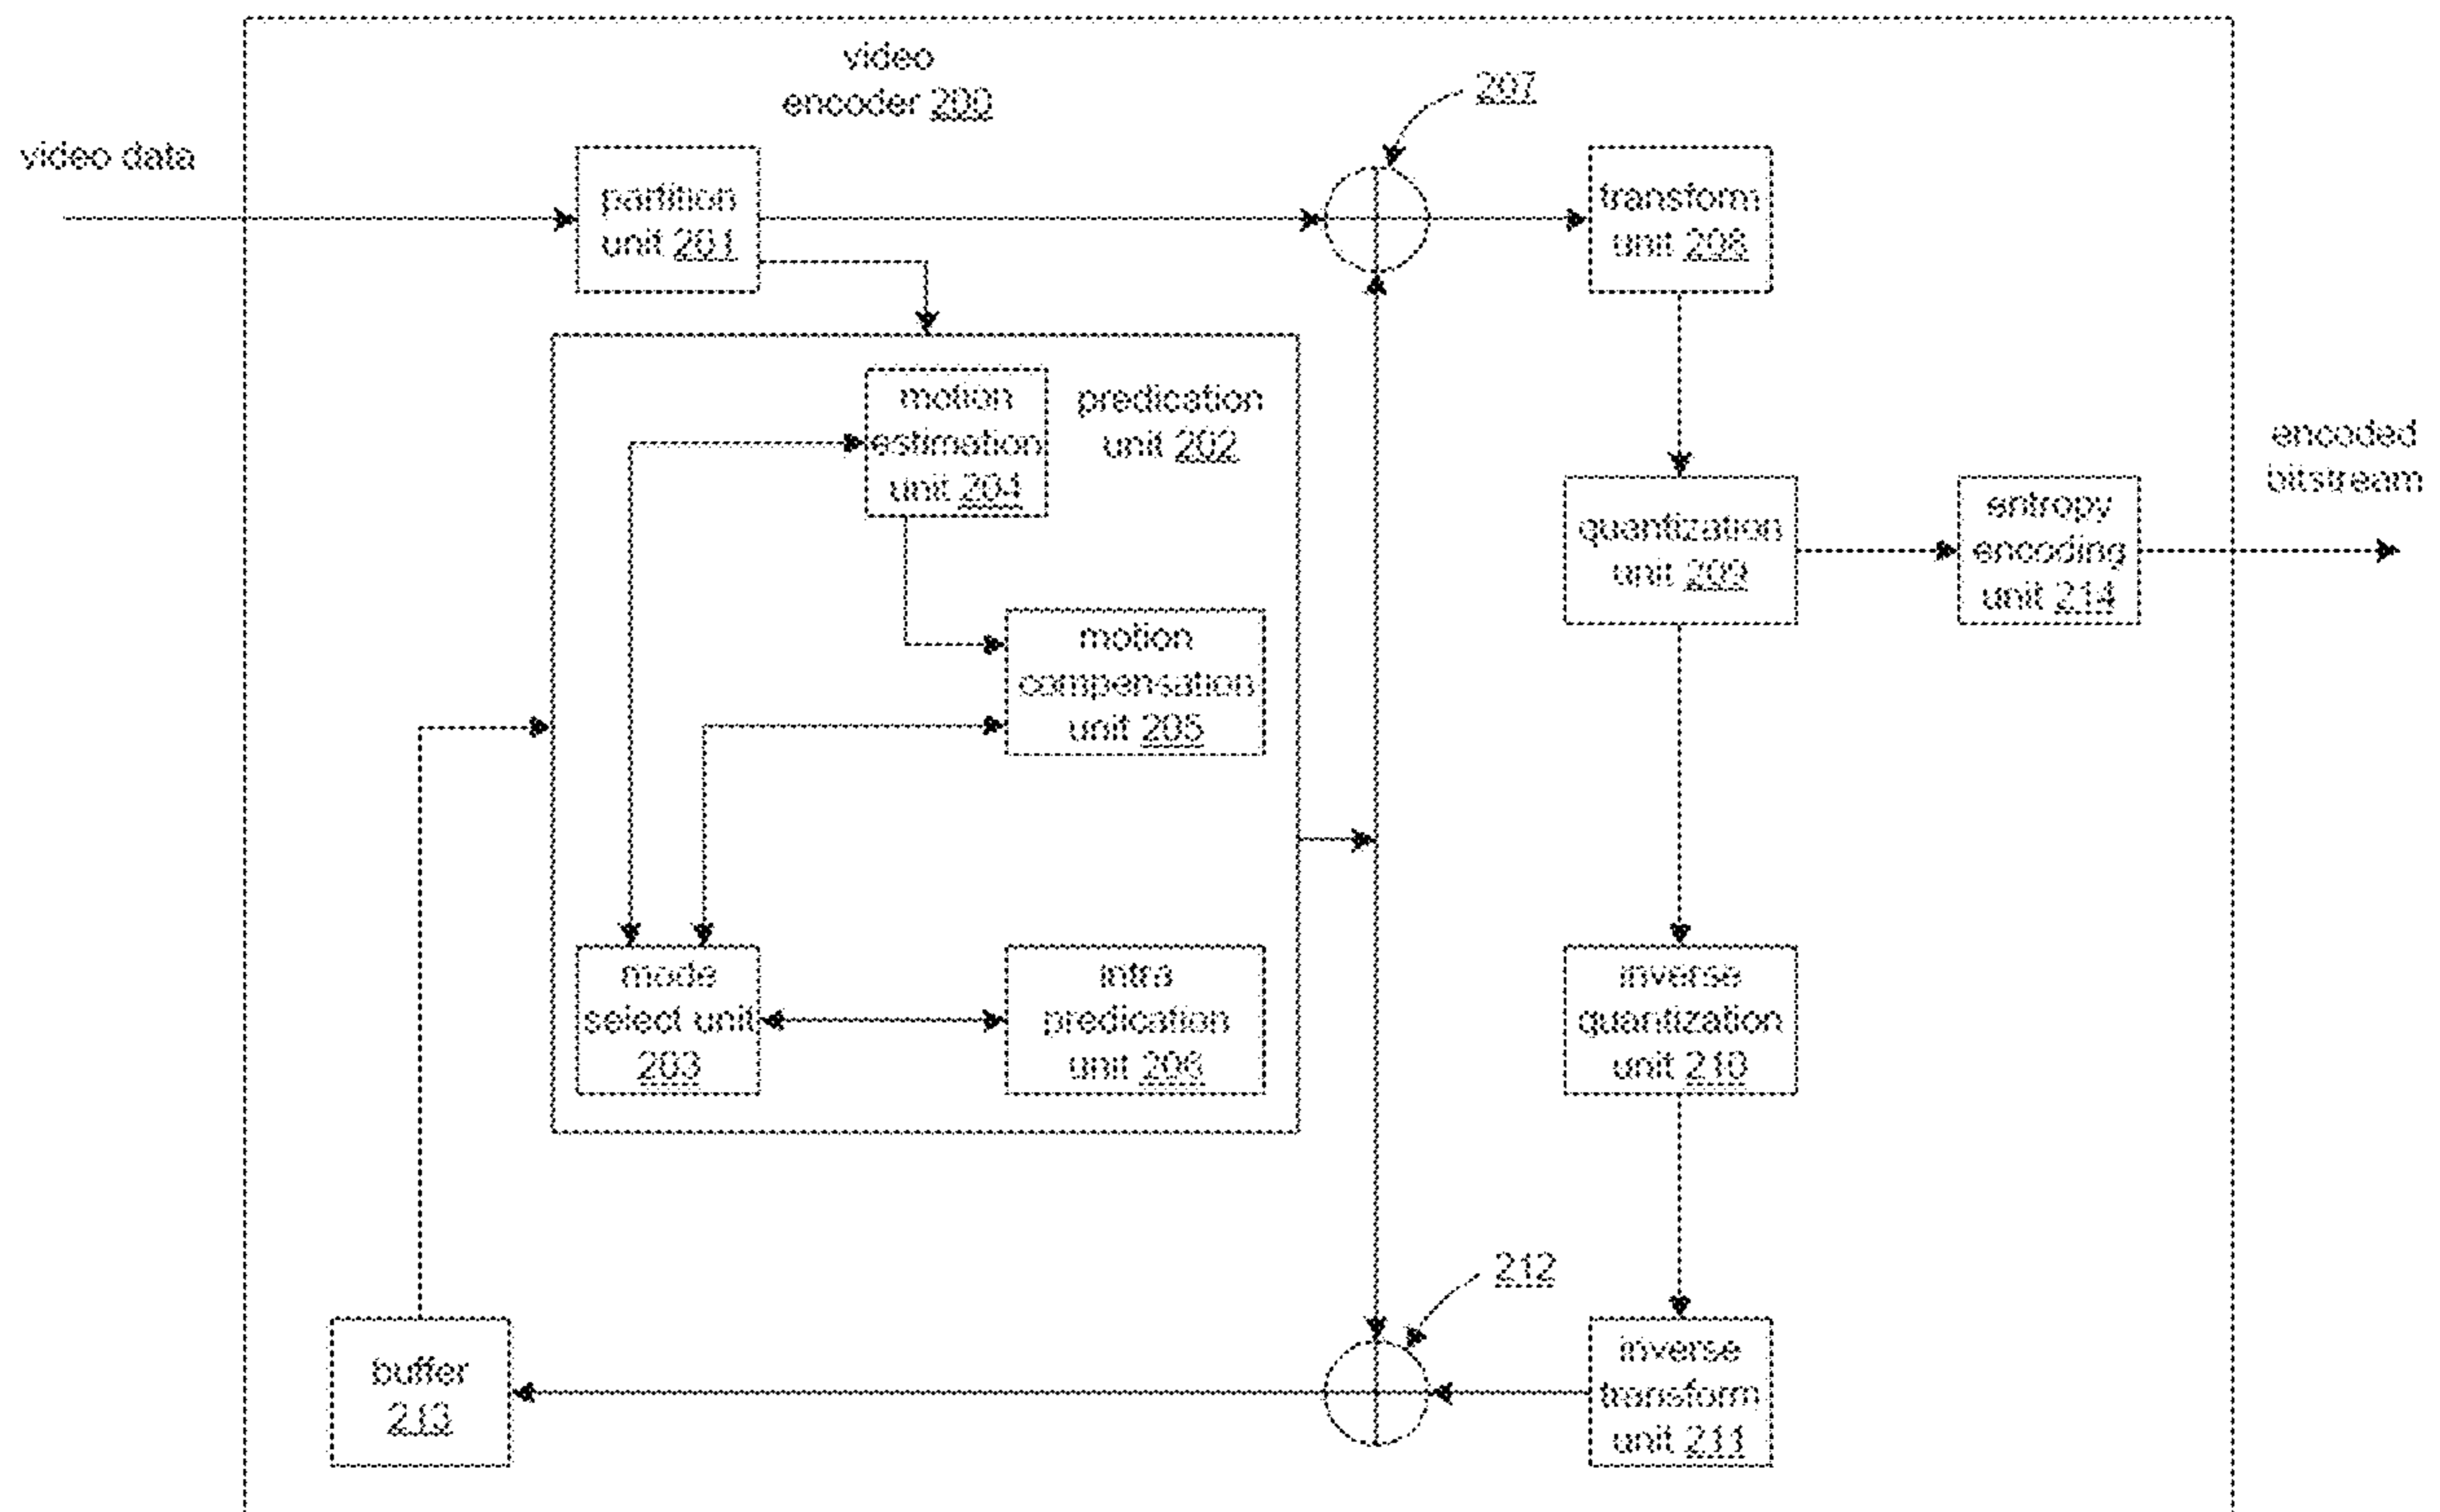 video
encoder 200
207
video data
partition
unit 201
transform
unit 208
motion
estimation
unit 204
predication
unit 202
encoded
bitstream
quantization
unit 209
entropy
encoding
unit 214
motion
compensation
unit 205
mode
select unit
203
intra
predication
unit 206
inverse
quantization
unit 210
212
buffer
213
inverse
transform
unit 211